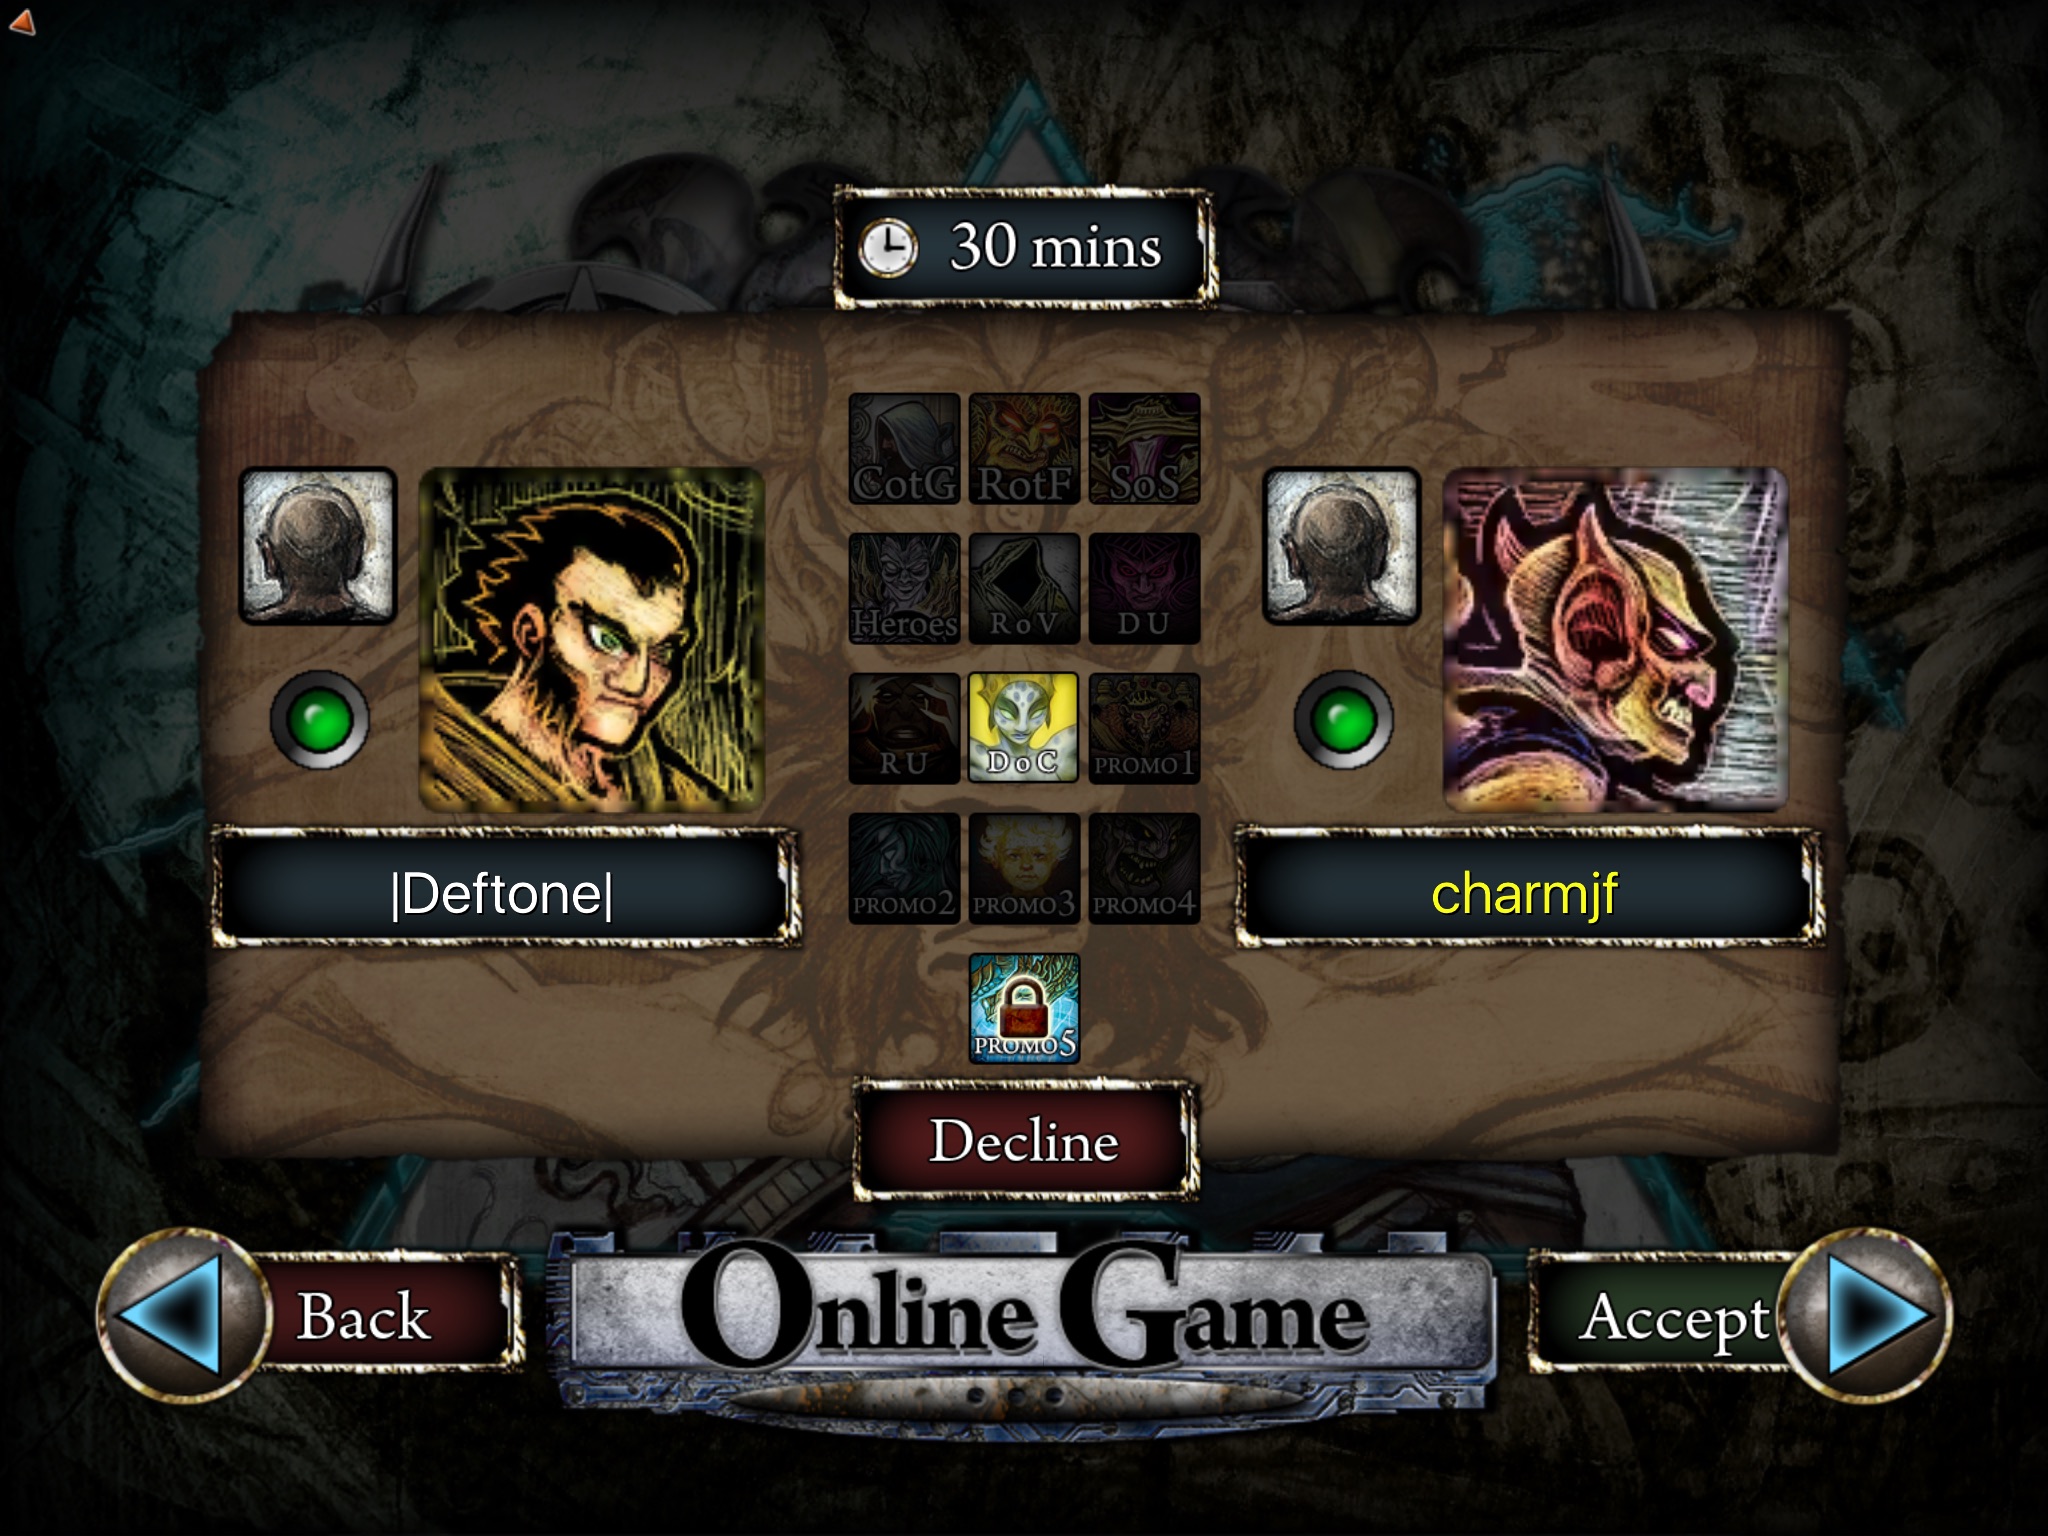 30 mins
CotG RotF SoS
Heroes RoV DU
RU DoC PROMO1
|Deftone| PROMO2 PROMO3 PROMO4 charmjf
PROMO5
Decline
Back Online Game Accept